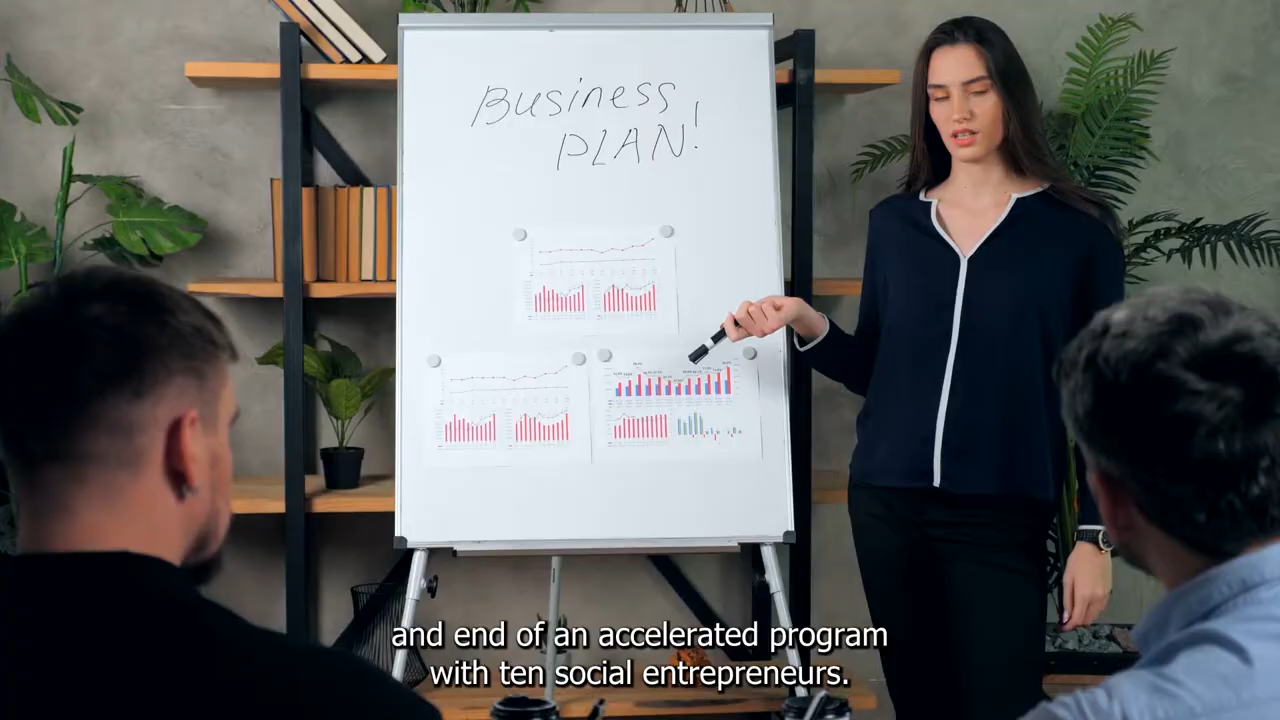 Business
PLAN!
and end of an accelerated program
with ten social entrepreneurs.